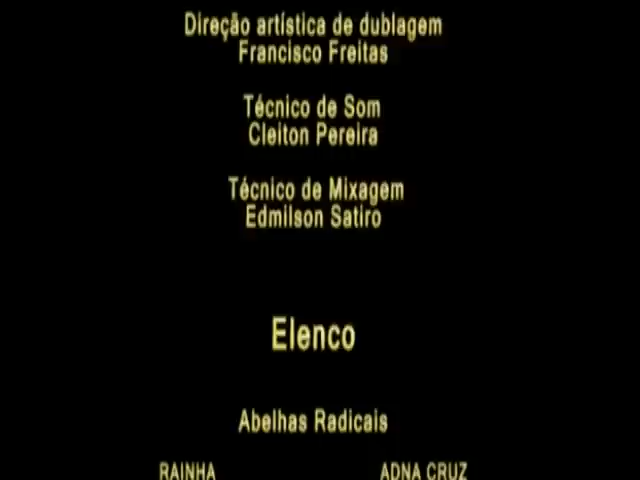 Direção artística de dublagem
Francisco Freitas
Técnico de Som
Cleiton Pereira
Técnico de Mixagem
Edmilson Satiro
Elenco
Abelhas Radicais
RAINHA ADNA CRUZ